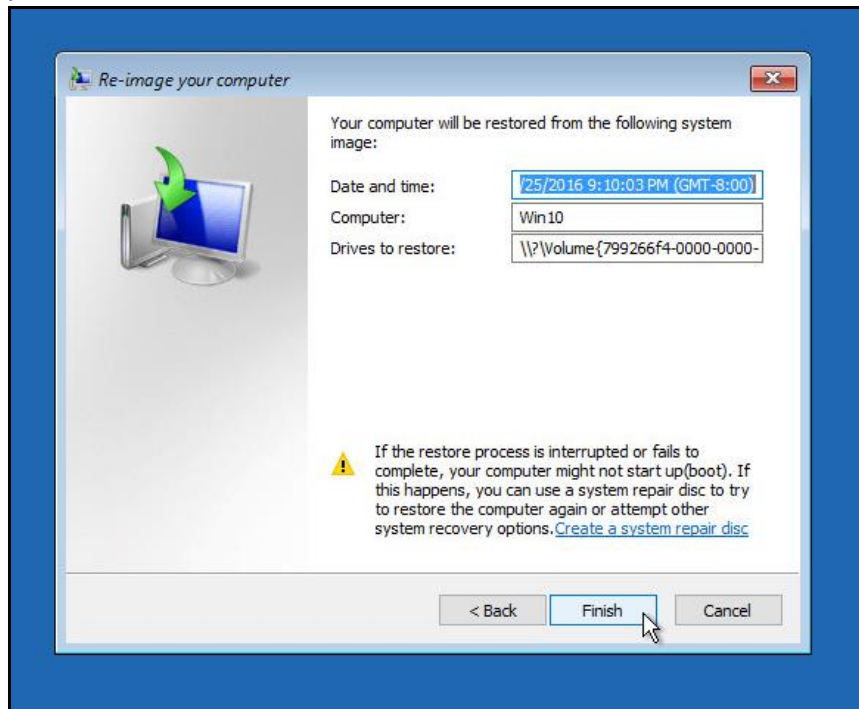 Re-image your computer
Your computer will be restored from the following system
image:
Date and time: /25/2016 9:10:03 PM (GMT-8:00)
Computer: Win10
Drives to restore: \\?\Volume{799266f4-0000-0000-
If the restore process is interrupted or fails to
complete, your computer might not start up(boot). If
this happens, you can use a system repair disc to try
to restore the computer again or attempt other
system recovery options.Create a system repair disc
< Back Finish Cancel